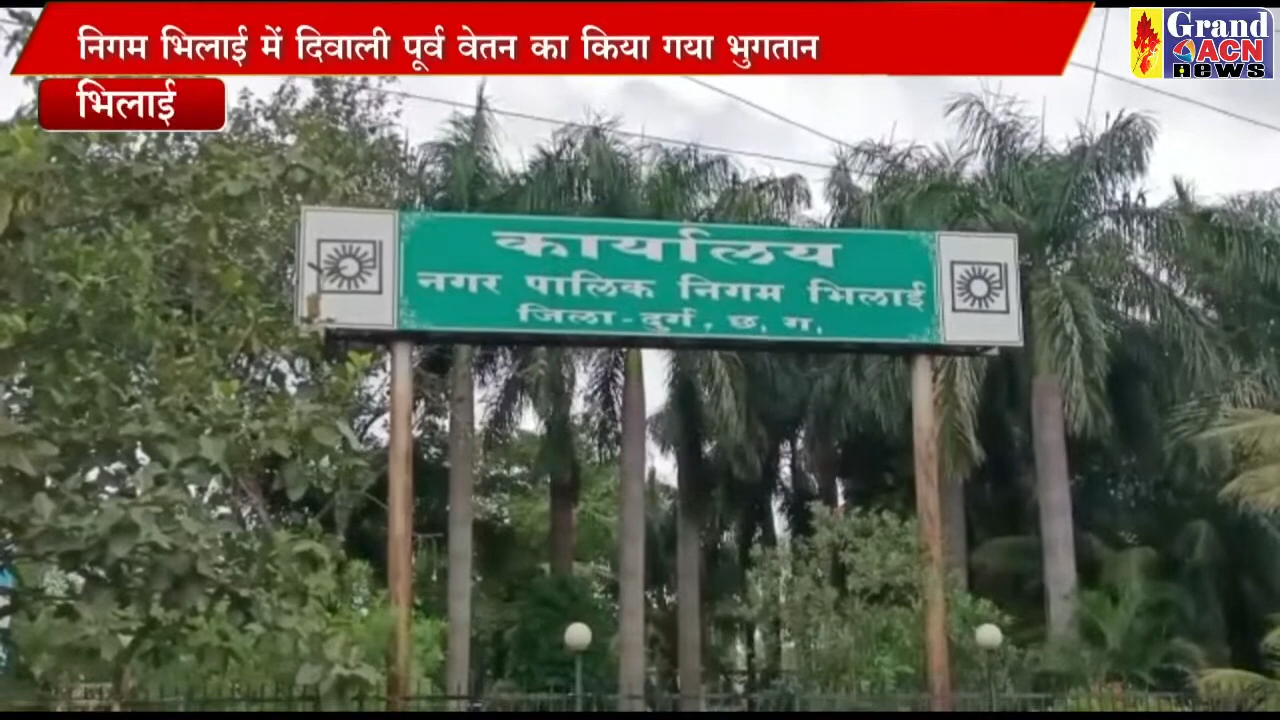 निगम भिलाई में दिवाली पूर्व वेतन का किया गया भुगतान
Grand
ACN
news
भिलाई
कार्यालय
नगर पालिक निगम भिलाई
जिला - दुर्ग, छ. ग.